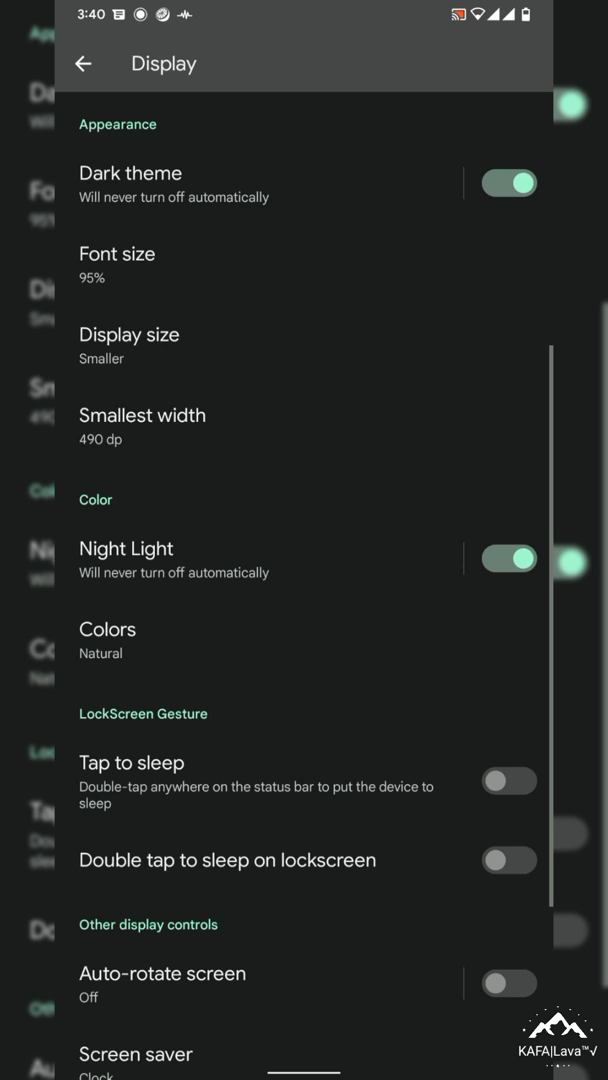 3:40
Display
Appearance
Dark theme
Will never turn off automatically
Font size
95%
Display size
Smaller
Smallest width
490 dp
Color
Night Light
Will never turn off automatically
Colors
Natural
LockScreen Gesture
Tap to sleep
Double-tap anywhere on the status bar to put the device to
sleep
Double tap to sleep on lockscreen
Other display controls
Auto-rotate screen
Off
Screen saver
Clock
KAFA|Lava™√